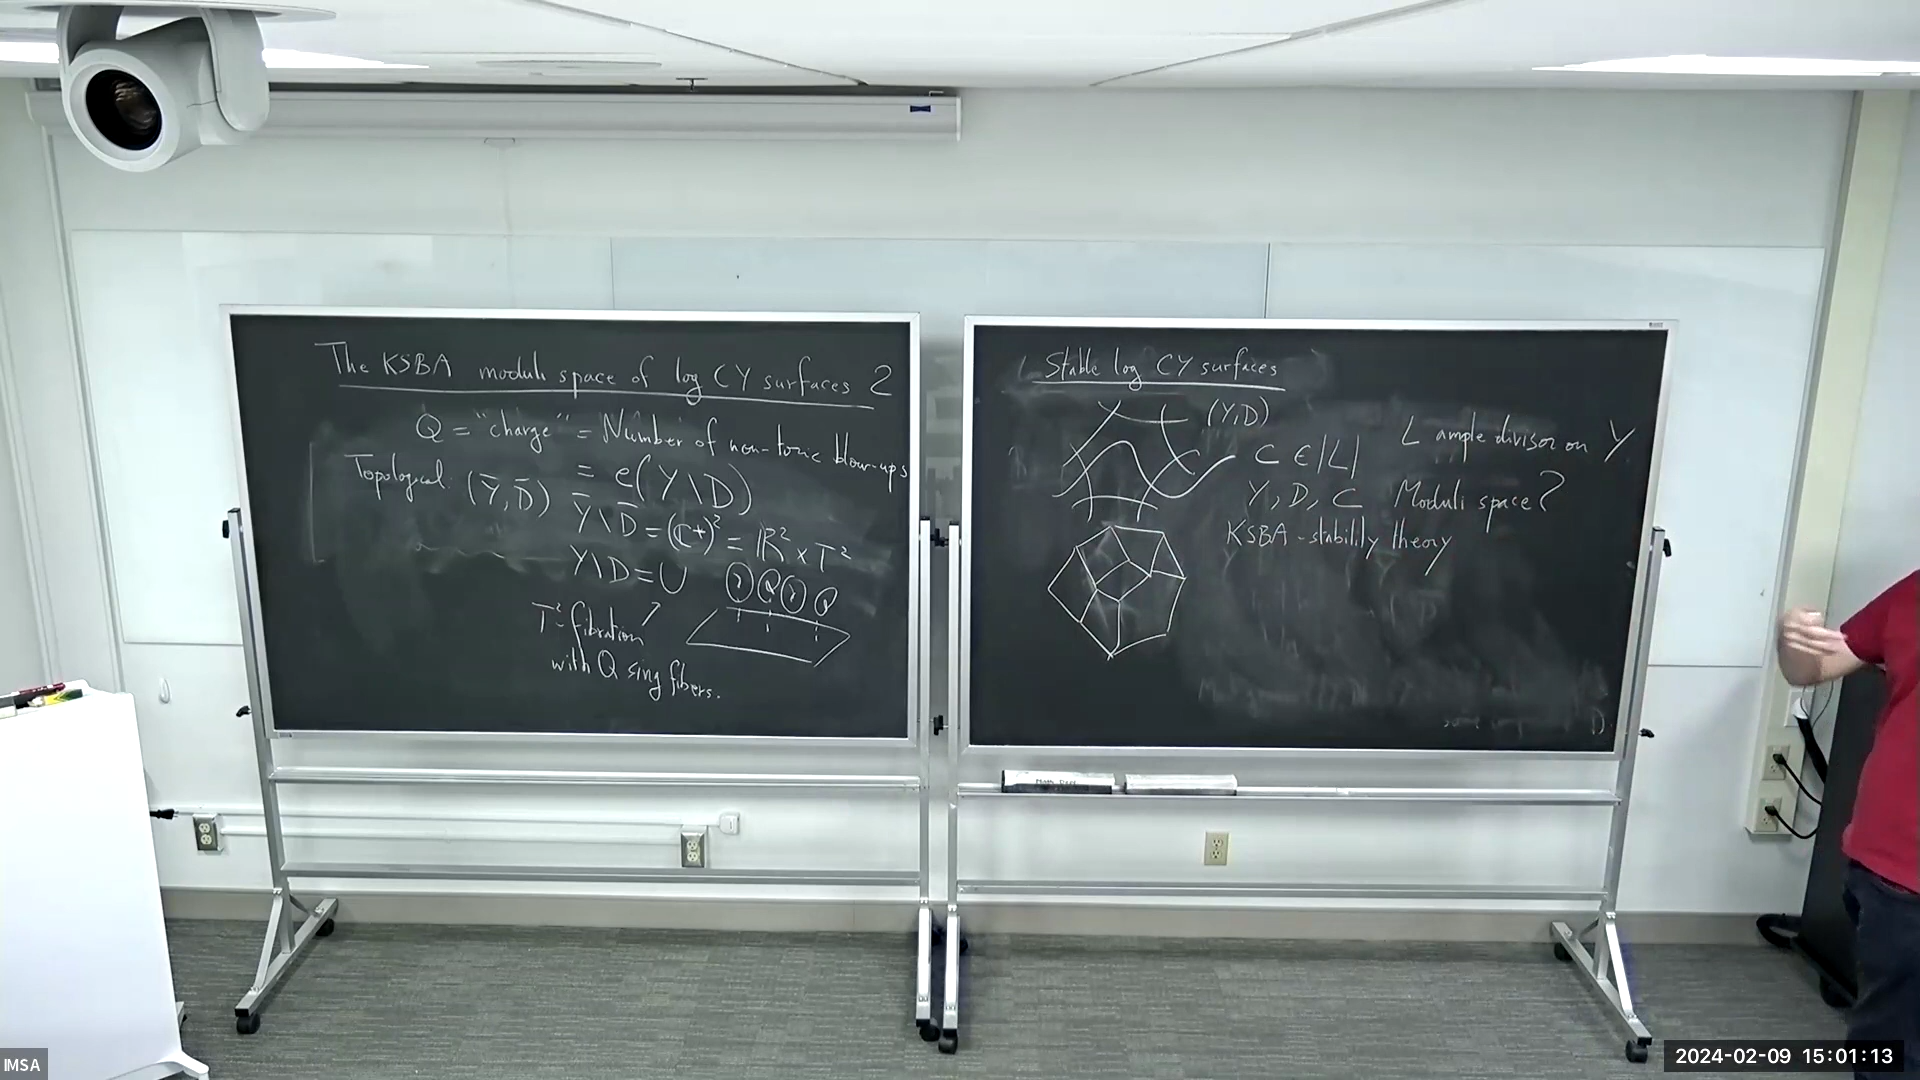 The KSBA moduli space of log CY surfaces 2
Q = "charge" = Number of non-toric blow-ups
= e(Y\D)
Topological: (Ȳ, D̄) Ȳ\D̄ = (C*)² = R² × T²
Y\D = U
T²-fibration
with Q sing fibers.
Stable log CY surfaces
(Y,D)
L ample divisor on Y.
C ∈ |L|
Y, D, C Moduli space?
KSBA-stability theory
D
IMSA
2024-02-09 15:01:13